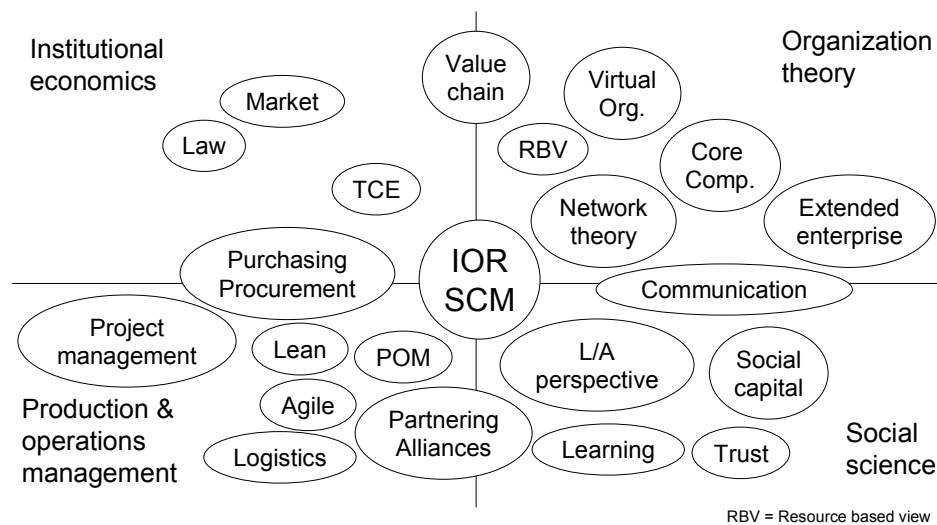 Institutional
economics
Organization
theory
Value
chain
Virtual
Org.
Market
Law
RBV
Core
Comp.
TCE
Network
theory
Extended
enterprise
Purchasing
Procurement
IOR
SCM
Communication
Project
management
Lean
POM
L/A
perspective
Social
capital
Agile
Production &
operations
management
Partnering
Alliances
Logistics
Learning
Trust
Social
science
RBV = Resource based view